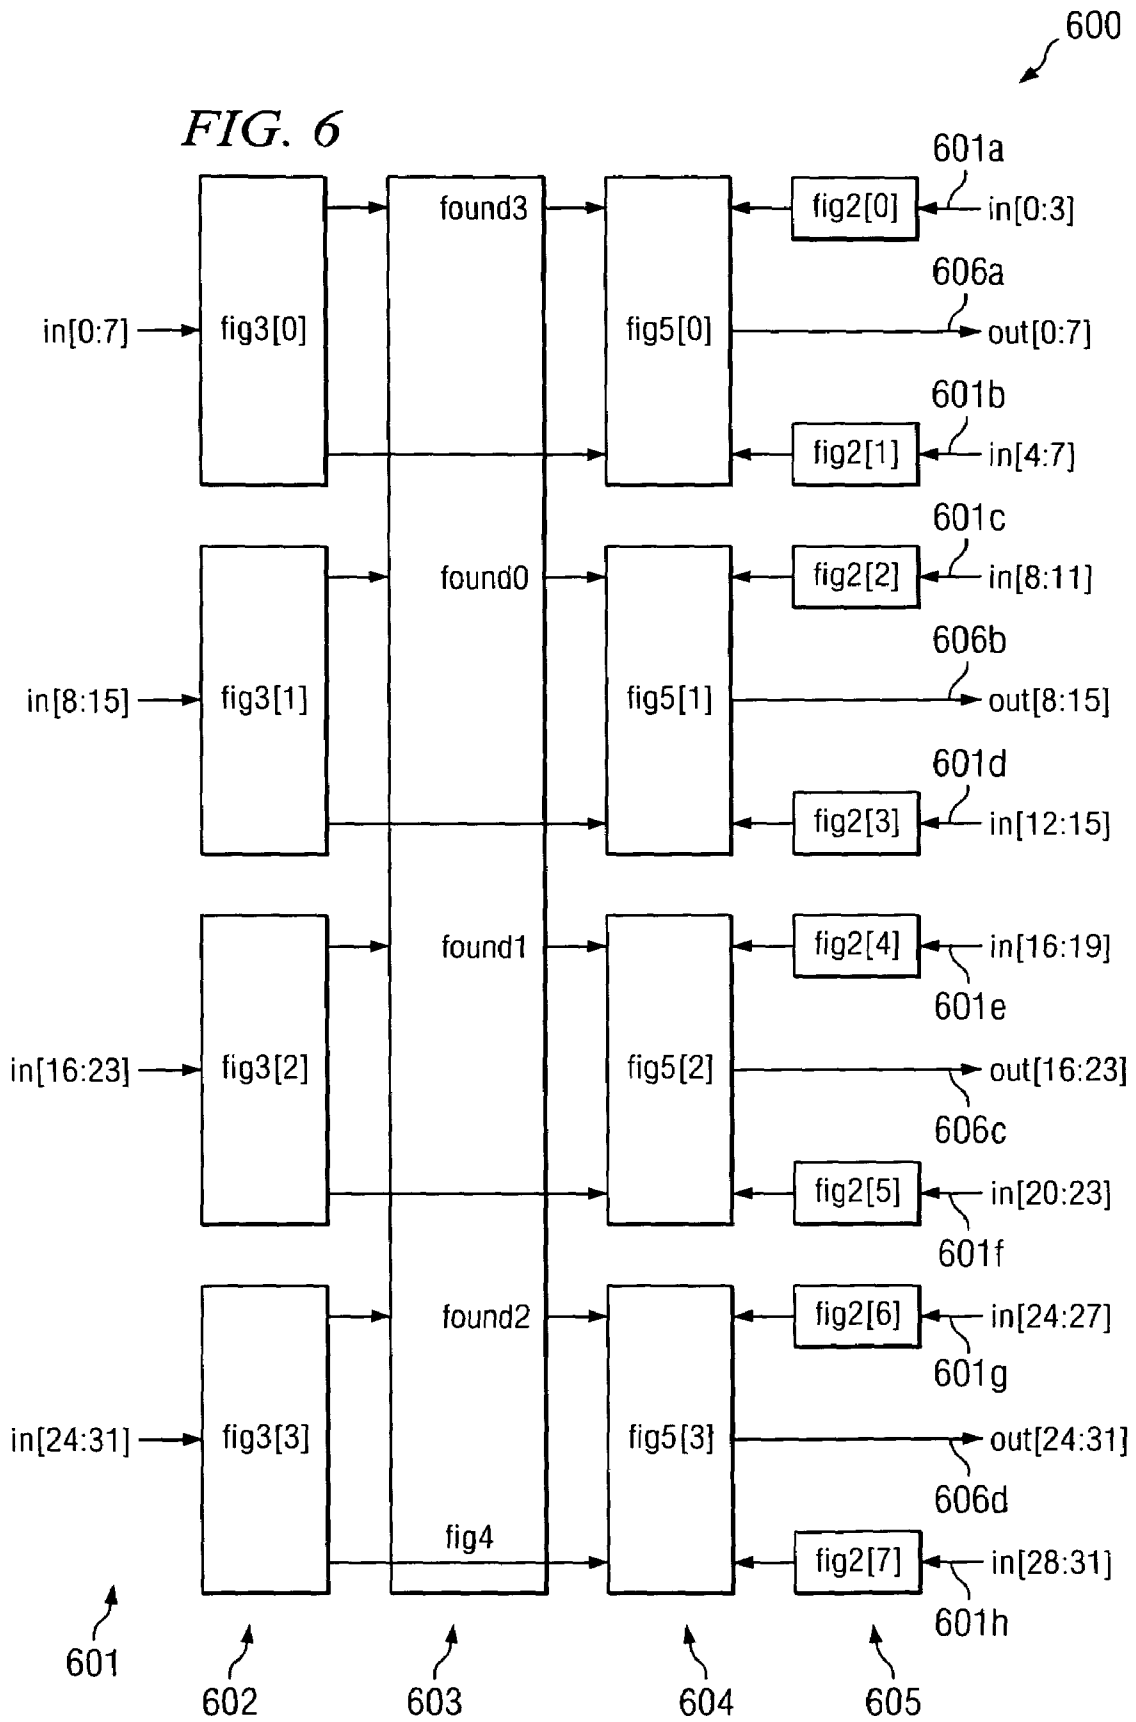 600
FIG. 6
601a
found3
fig2[0]
in[0:3]
606a
in[0:7]
fig3[0]
fig5[0]
out[0:7]
601b
fig2[1]
in[4:7]
601c
found0
fig2[2]
in[8:11]
606b
in[8:15]
fig3[1]
fig5[1]
out[8:15]
601d
fig2[3]
in[12:15]
found1
fig2[4]
in[16:19]
601e
in[16:23]
fig3[2]
fig5[2]
out[16:23]
606c
fig2[5]
in[20:23]
601f
found2
fig2[6]
in[24:27]
601g
in[24:31]
fig3[3]
fig5[3]
out[24:31]
606d
fig4
fig2[7]
in[28:31]
601h
601
602
603
604
605